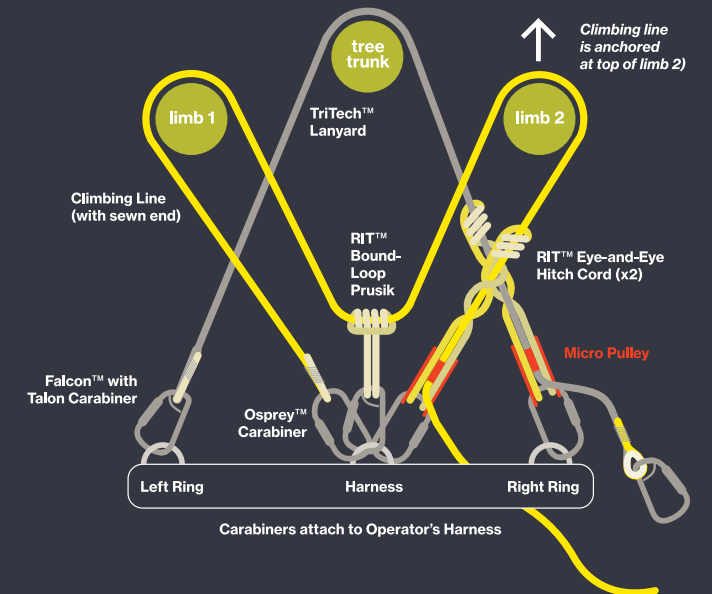 tree
trunk
Climbing line
is anchored
at top of limb 2)
limb 1
TriTech™
Lanyard
limb 2
Climbing Line
(with sewn end)
RIT™
Bound-
Loop
Prusik
RIT™ Eye-and-Eye
Hitch Cord (x2)
Micro Pulley
Falcon™ with
Talon Carabiner
Osprey™
Carabiner
Left Ring
Harness
Right Ring
Carabiners attach to Operator's Harness